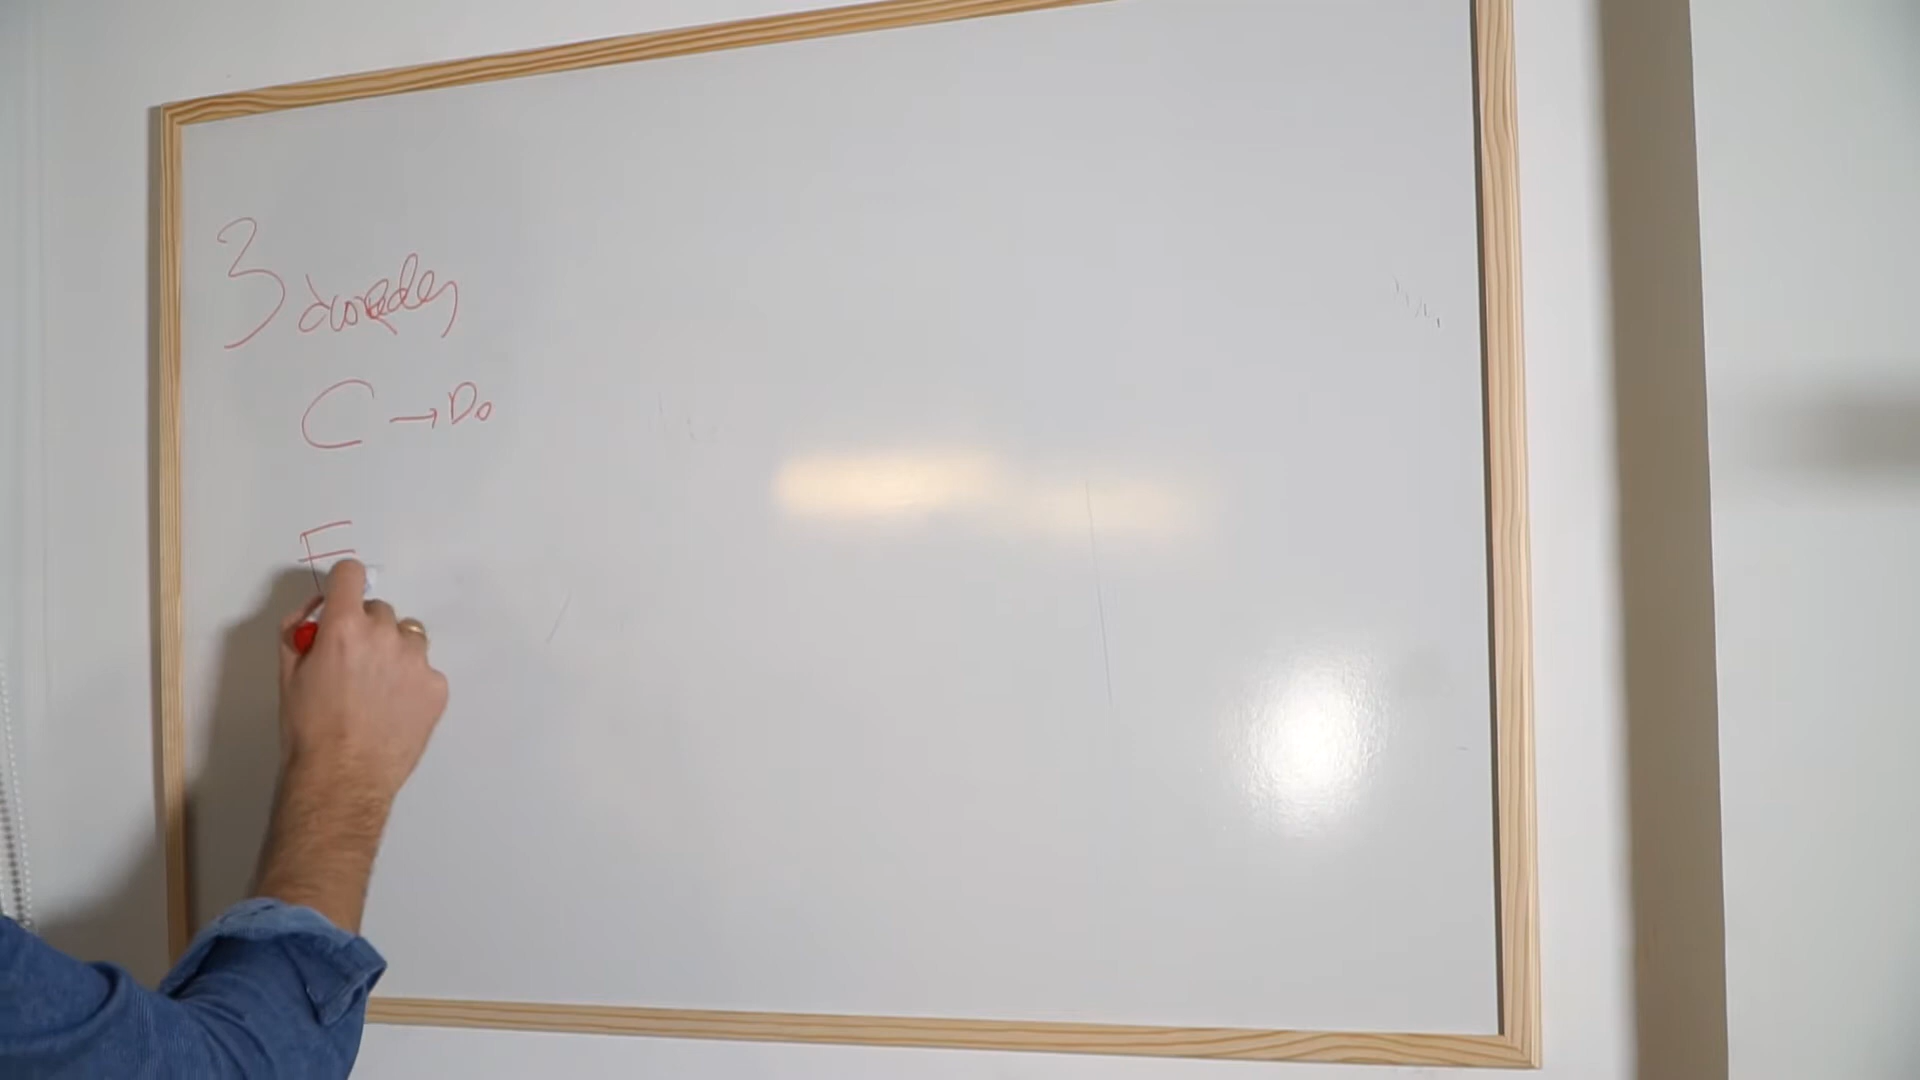 3 acordes
C → Do
F